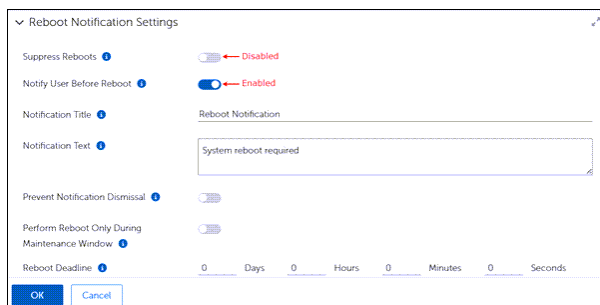 Reboot Notification Settings
Suppress Reboots
Disabled
Notify User Before Reboot
Enabled
Notification Title
Reboot Notification
Notification Text
System reboot required
Prevent Notification Dismissal
Perform Reboot Only During
Maintenance Window
Reboot Deadline 0 Days 0 Hours 0 Minutes 0 Seconds
OK Cancel